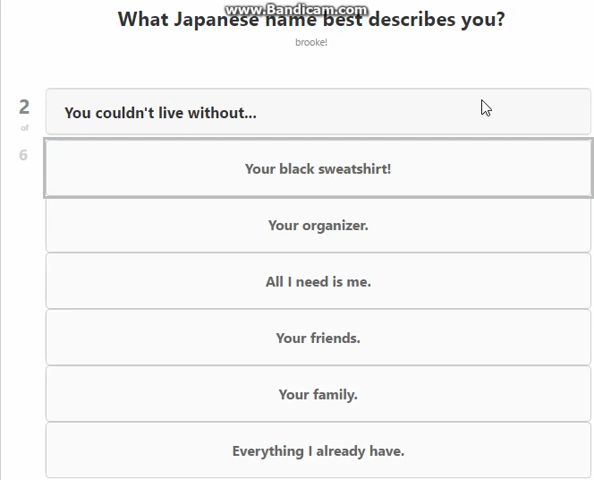 www.Bandicam.com
What Japanese name best describes you?
brooke!
2
of
6
You couldn't live without...
Your black sweatshirt!
Your organizer.
All I need is me.
Your friends.
Your family.
Everything I already have.